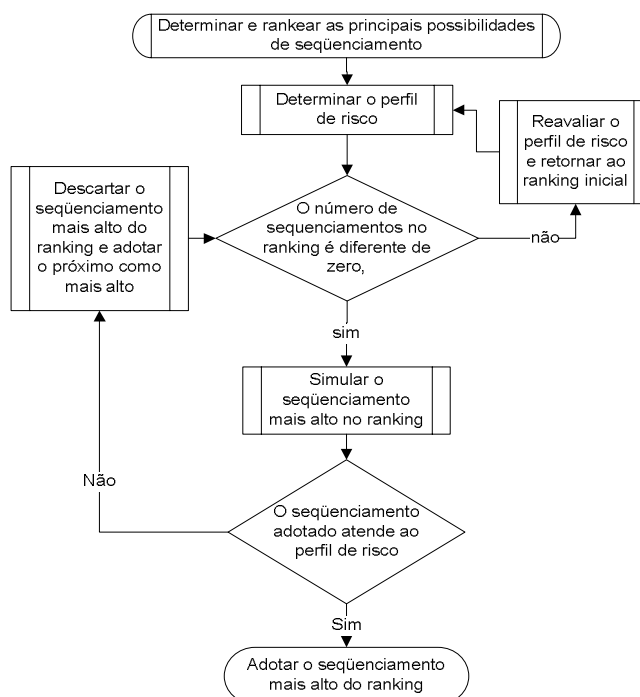 Determinar e rankear as principais possibilidades
de seqüenciamento
Determinar o perfil
de risco
Reavaliar o
perfil de risco
e retornar ao
ranking inicial
Descartar o
seqüenciamento
mais alto do
ranking e adotar
o próximo como
mais alto
O número de
sequenciamentos no
ranking é diferente de
zero,
não
sim
Simular o
seqüenciamento
mais alto no ranking
Não
O seqüenciamento
adotado atende ao
perfil de risco
Sim
Adotar o seqüenciamento
mais alto do ranking